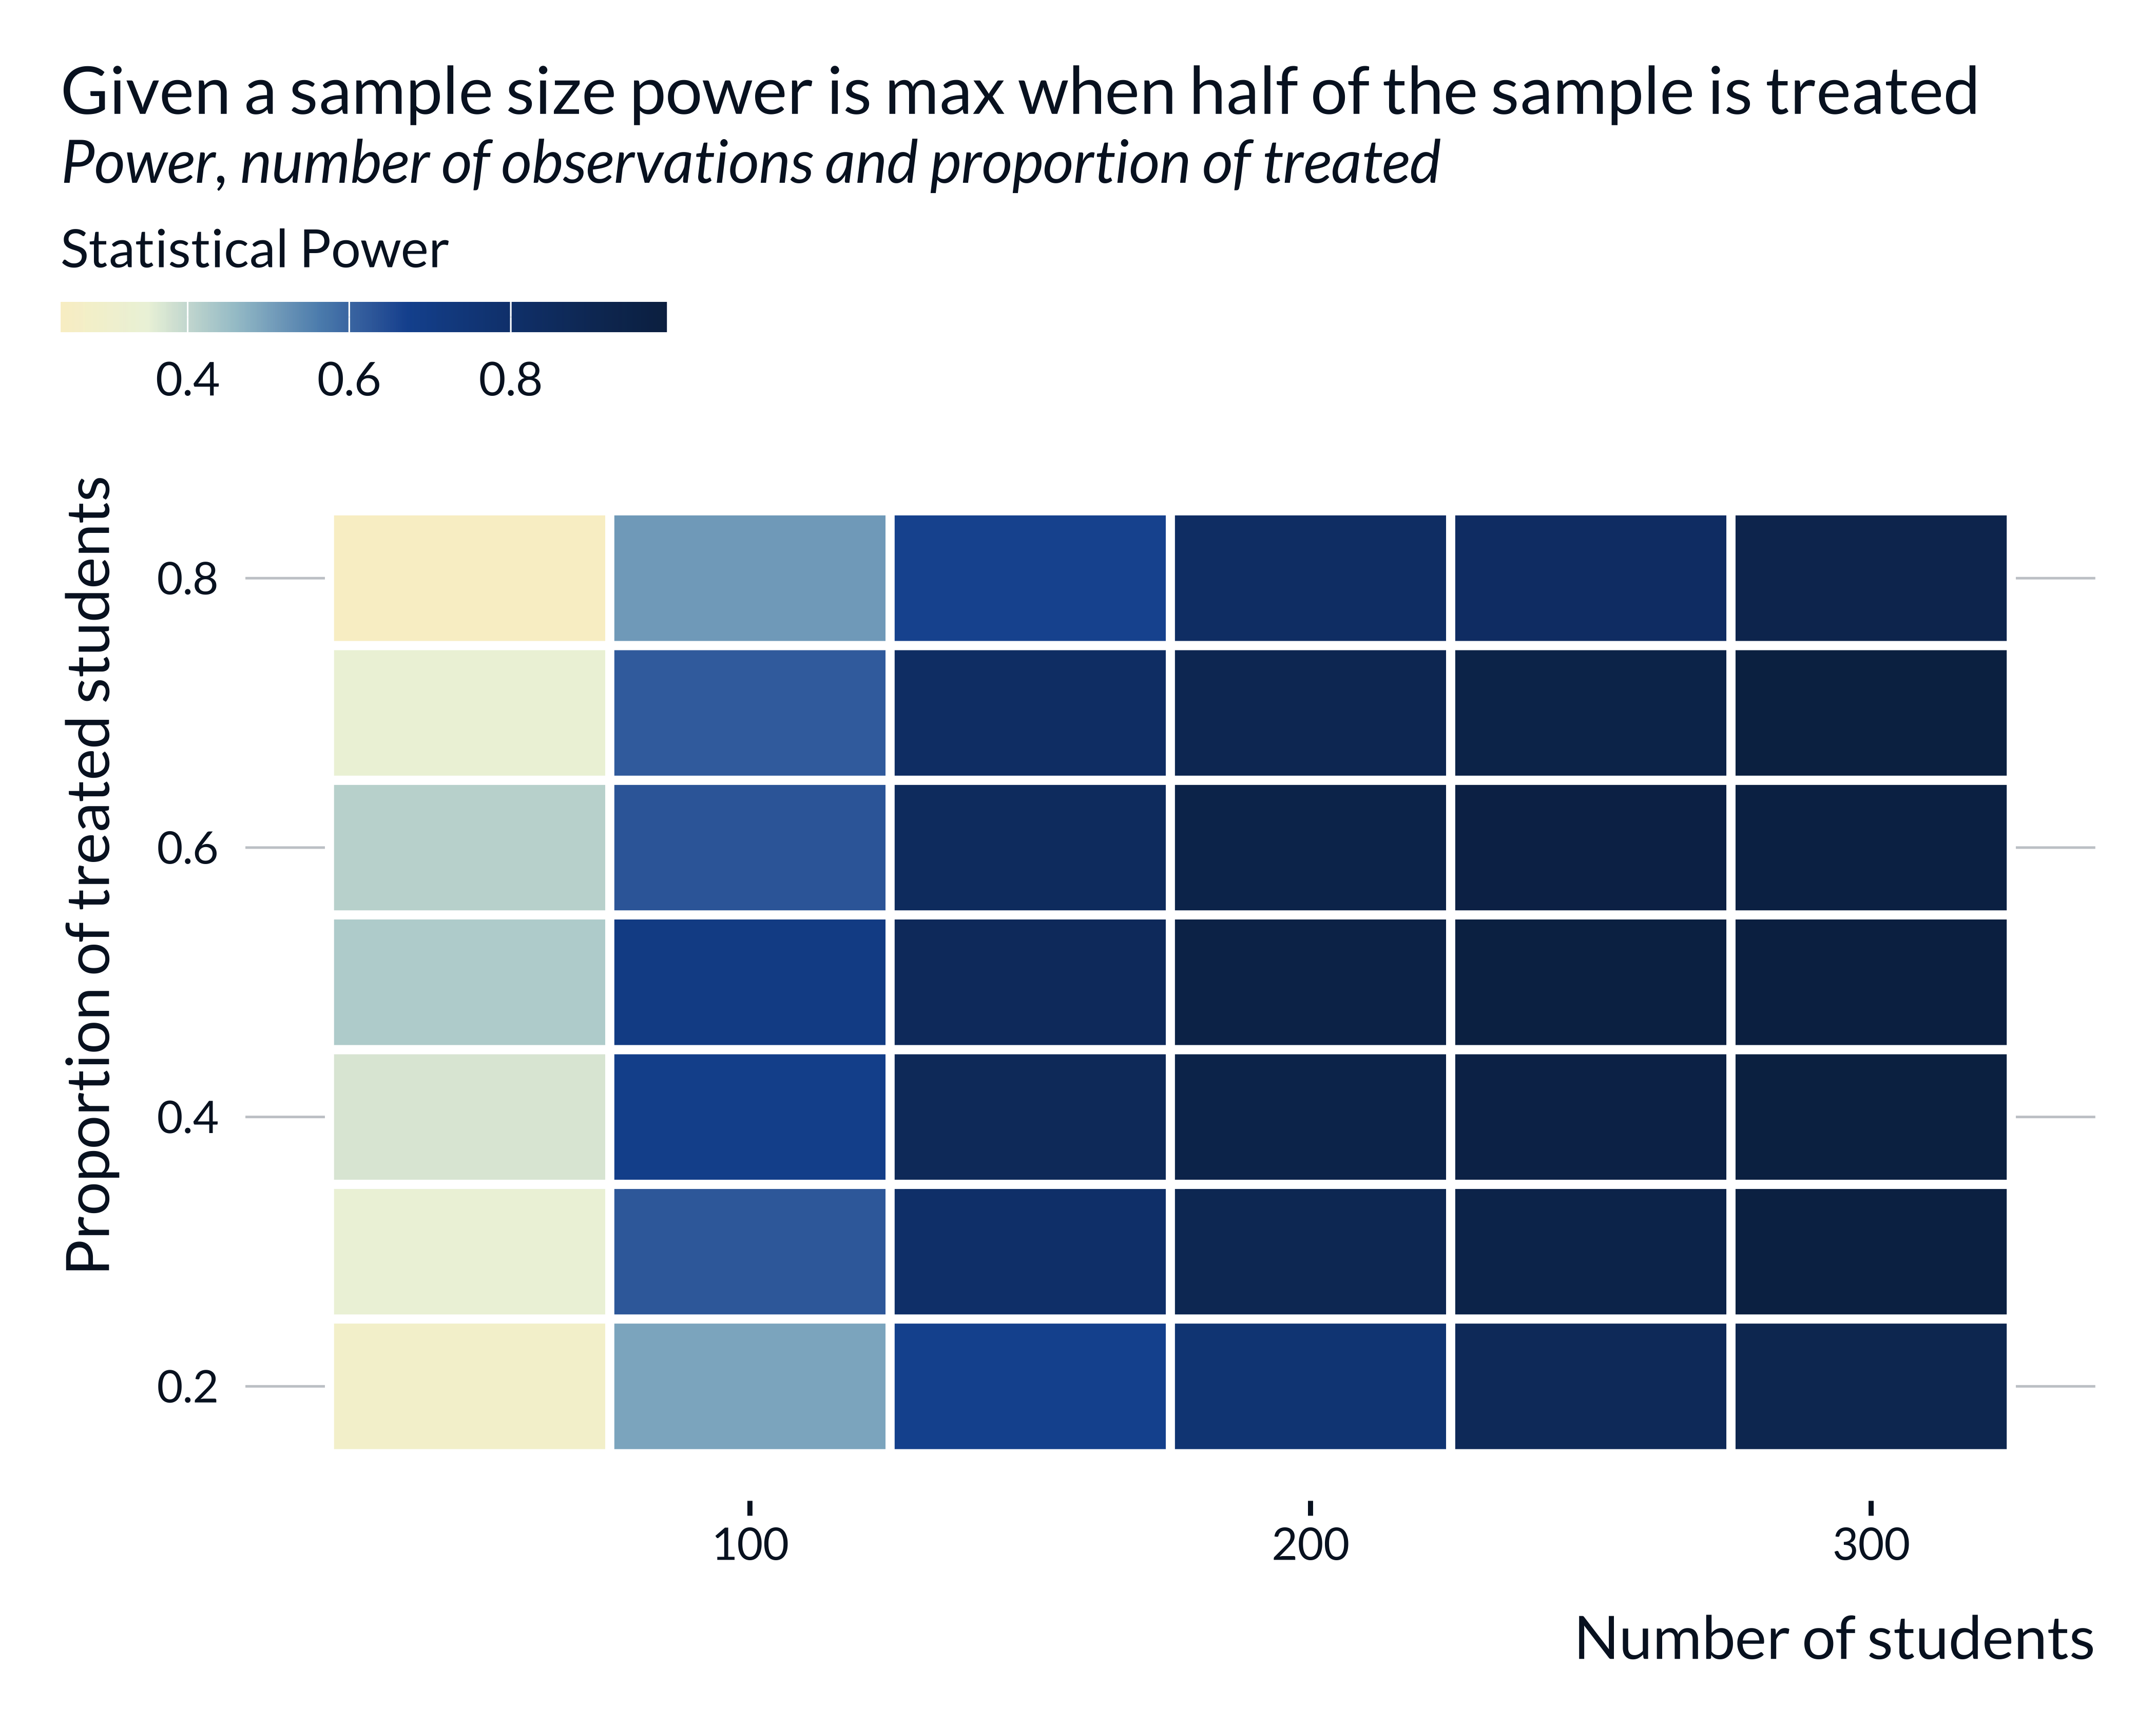 Given a sample size power is max when half of the sample is treated
Power, number of observations and proportion of treated
Statistical Power
0.4 0.6 0.8
Proportion of treated students
0.8
0.6
0.4
0.2
100 200 300
Number of students